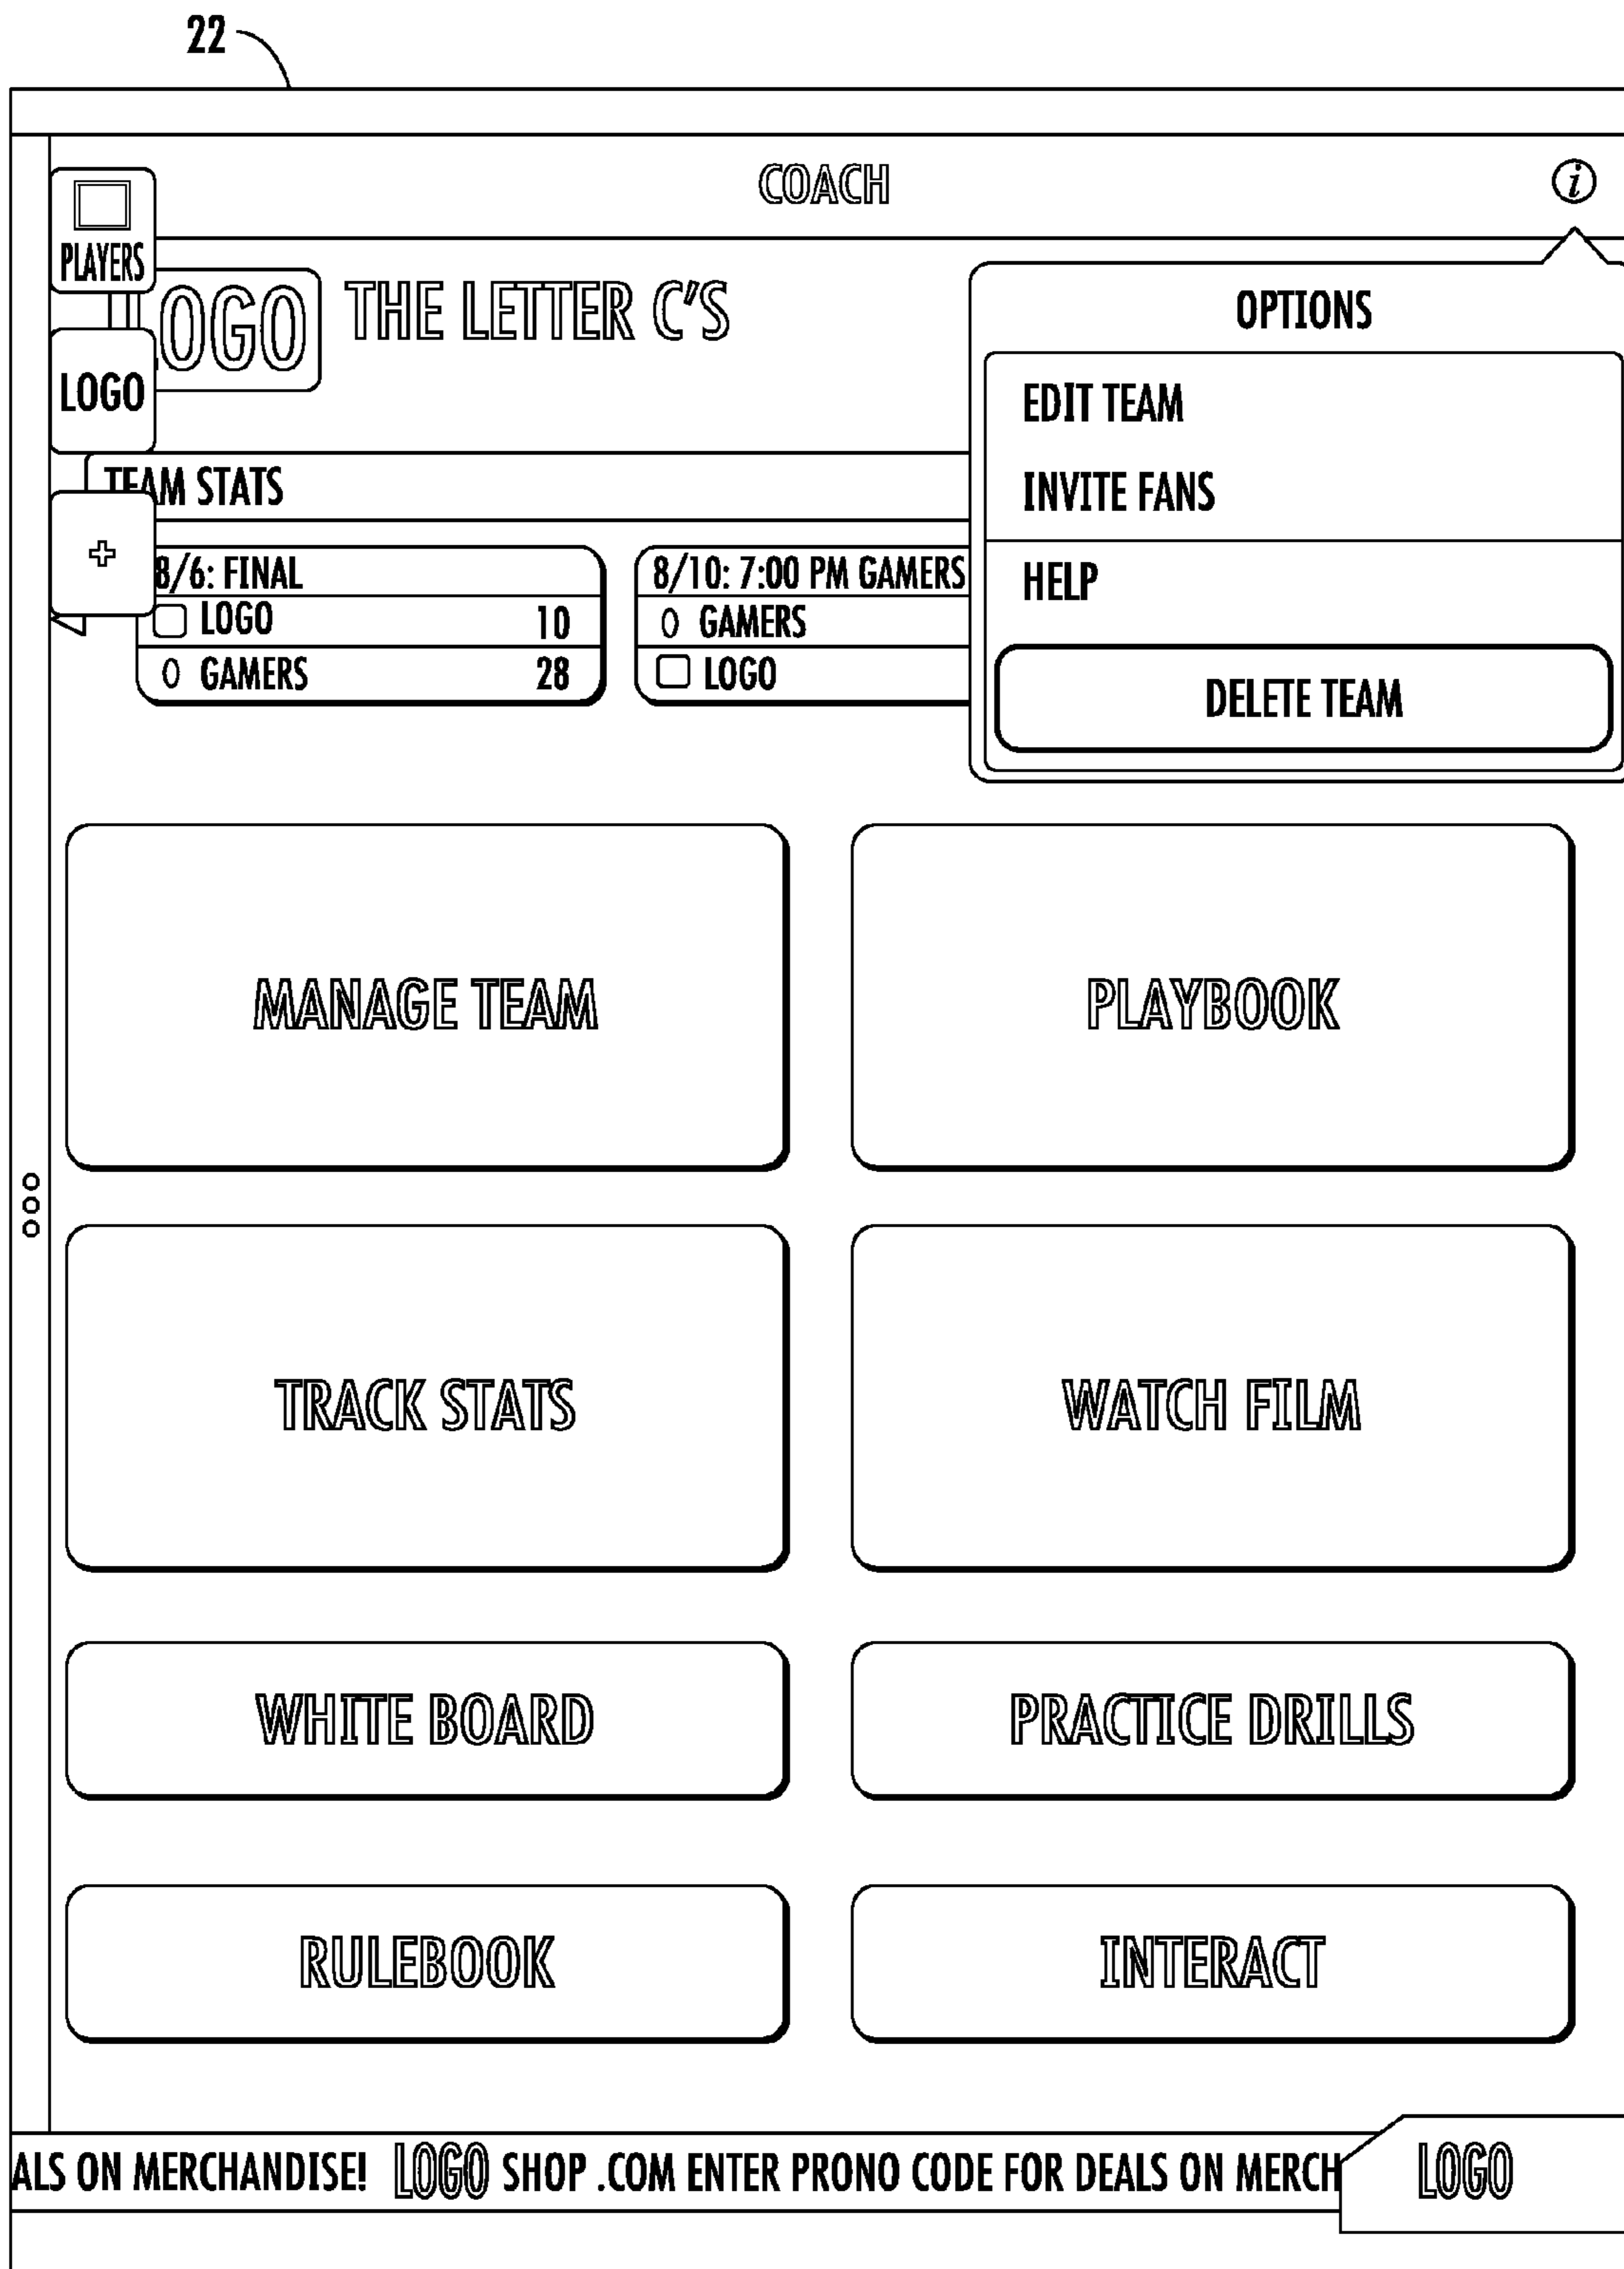 22
COACH
i
PLAYERS
OGO
THE LETTER C'S
OPTIONS
LOGO
EDIT TEAM
INVITE FANS
HELP
DELETE TEAM
TEAM STATS
+
8/6: FINAL
LOGO 10
GAMERS 28
8/10: 7:00 PM GAMERS
GAMERS
LOGO
MANAGE TEAM
PLAYBOOK
TRACK STATS
WATCH FILM
WHITE BOARD
PRACTICE DRILLS
RULEBOOK
INTERACT
ALS ON MERCHANDISE! LOGO SHOP .COM ENTER PRONO CODE FOR DEALS ON MERCH
LOGO